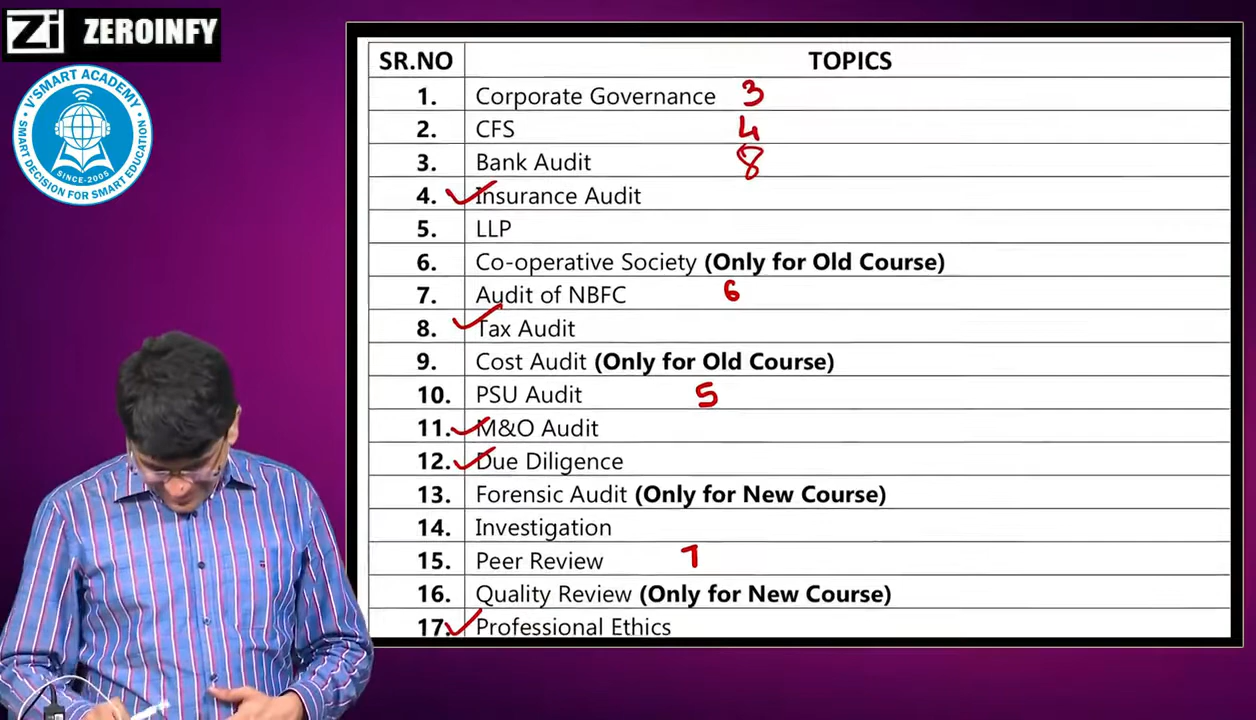 Zi ZEROINFY
V'SMART ACADEMY
SINCE-2005
SMART DECISION FOR SMART EDUCATION
SR.NO TOPICS
1. Corporate Governance 3
2. CFS 4
3. Bank Audit 8
4. Insurance Audit
5. LLP
6. Co-operative Society (Only for Old Course)
7. Audit of NBFC 6
8. Tax Audit
9. Cost Audit (Only for Old Course)
10. PSU Audit 5
11. M&O Audit
12. Due Diligence
13. Forensic Audit (Only for New Course)
14. Investigation
15. Peer Review 7
16. Quality Review (Only for New Course)
17. Professional Ethics